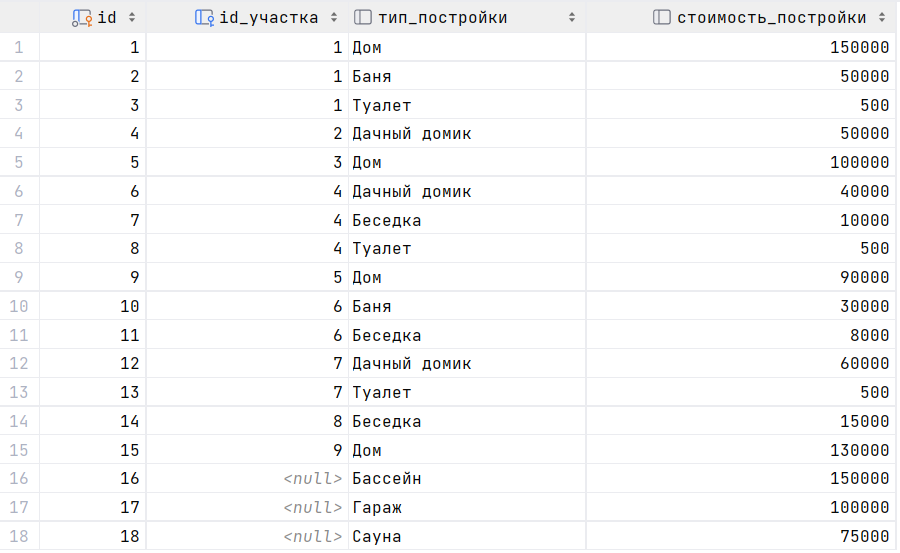 id id_участка тип_постройки стоимость_постройки
1 1 1 Дом 150000
2 2 1 Баня 50000
3 3 1 Туалет 500
4 4 2 Дачный домик 50000
5 5 3 Дом 100000
6 6 4 Дачный домик 40000
7 7 4 Беседка 10000
8 8 4 Туалет 500
9 9 5 Дом 90000
10 10 6 Баня 30000
11 11 6 Беседка 8000
12 12 7 Дачный домик 60000
13 13 7 Туалет 500
14 14 8 Беседка 15000
15 15 9 Дом 130000
16 16 <null> Бассейн 150000
17 17 <null> Гараж 100000
18 18 <null> Сауна 75000